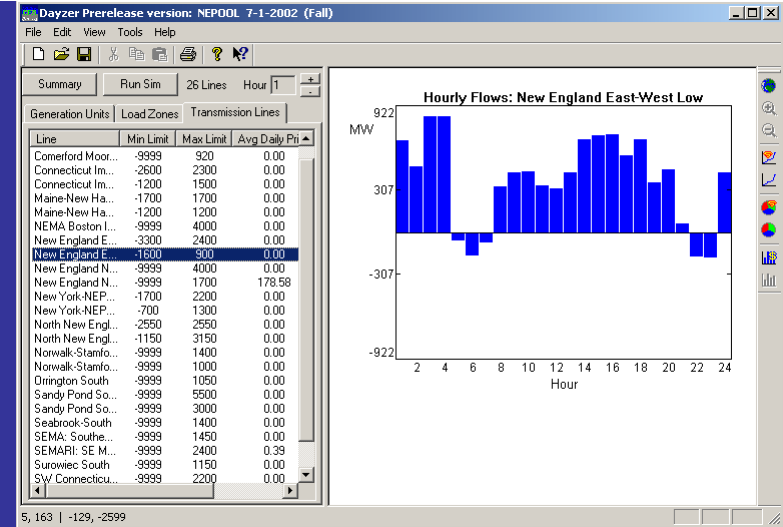 Dayzer Prerelease version: NEPOOL 7-1-2002 (Fall)
File Edit View Tools Help
Summary Run Sim 26 Lines Hour 1 + -
Generation Units Load Zones Transmission Lines
Line Min Limit Max Limit Avg Daily Pri
Comerford Moor... -9999 920 0.00
Connecticut Im... -2600 2300 0.00
Connecticut Im... -1200 1500 0.00
Maine-New Ha... -1700 1700 0.00
Maine-New Ha... -1200 1200 0.00
NEMA Boston I... -9999 4000 0.00
New England E... -3300 2400 0.00
New England E... -1600 900 0.00
New England N... -9999 4000 0.00
New England N... -9999 1700 178.58
New York-NEP... -1700 2200 0.00
New York-NEP... -700 1300 0.00
North New Engl... -2550 2550 0.00
North New Engl... -1150 3150 0.00
Norwalk-Stamfo... -9999 1400 0.00
Norwalk-Stamfo... -9999 1000 0.00
Orrington South -9999 1050 0.00
Sandy Pond So... -9999 5500 0.00
Sandy Pond So... -9999 3000 0.00
Seabrook-South -9999 1400 0.00
SEMA: Southe... -9999 1450 0.00
SEMARI: SE M... -9999 2400 0.39
Surowiec South -9999 1150 0.00
SW Connecticu... -9999 2200 0.00
Hourly Flows: New England East-West Low
MW
922
307
-307
-922
2 4 6 8 10 12 14 16 18 20 22 24
Hour
5, 163 | -129, -2599